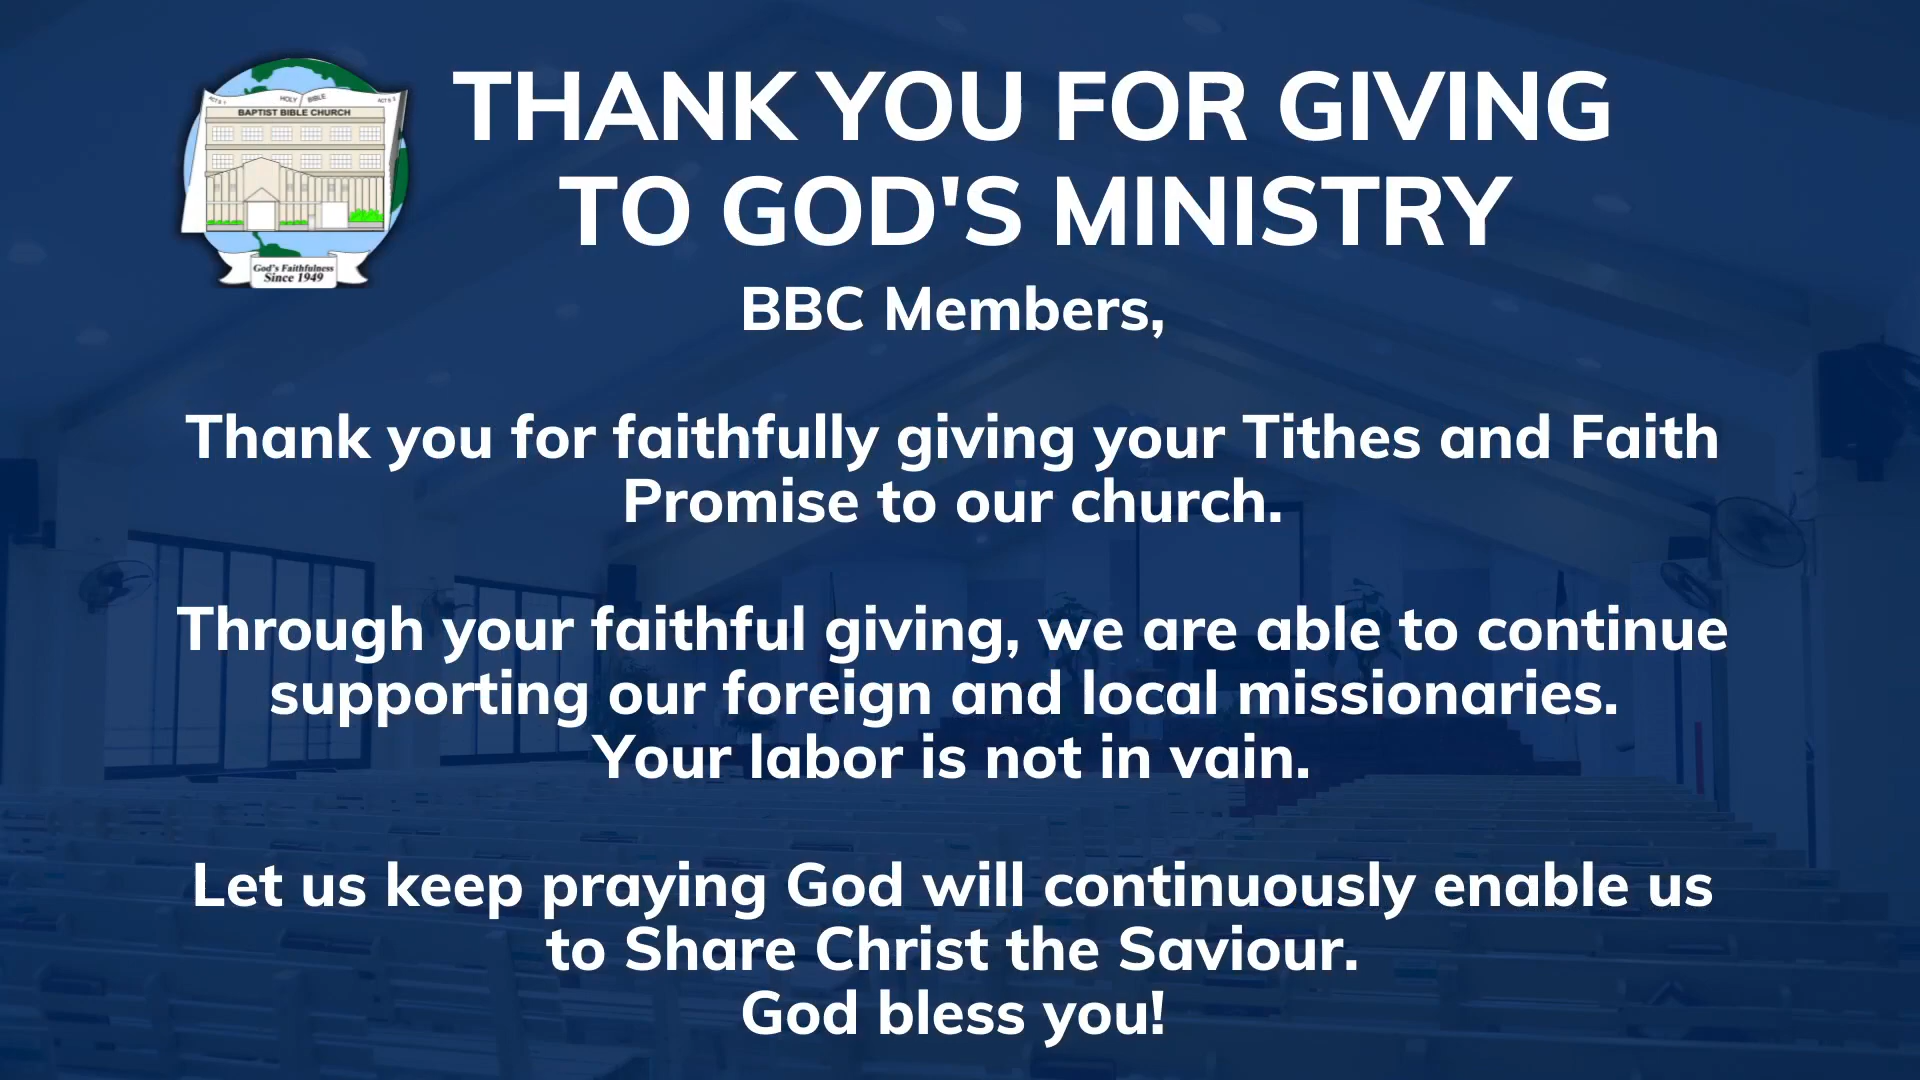 HOLY BIBLE
BAPTIST BIBLE CHURCH
God's Faithfulness
Since 1949
THANK YOU FOR GIVING
TO GOD'S MINISTRY
BBC Members,
Thank you for faithfully giving your Tithes and Faith
Promise to our church.
Through your faithful giving, we are able to continue
supporting our foreign and local missionaries.
Your labor is not in vain.
Let us keep praying God will continuously enable us
to Share Christ the Saviour.
God bless you!